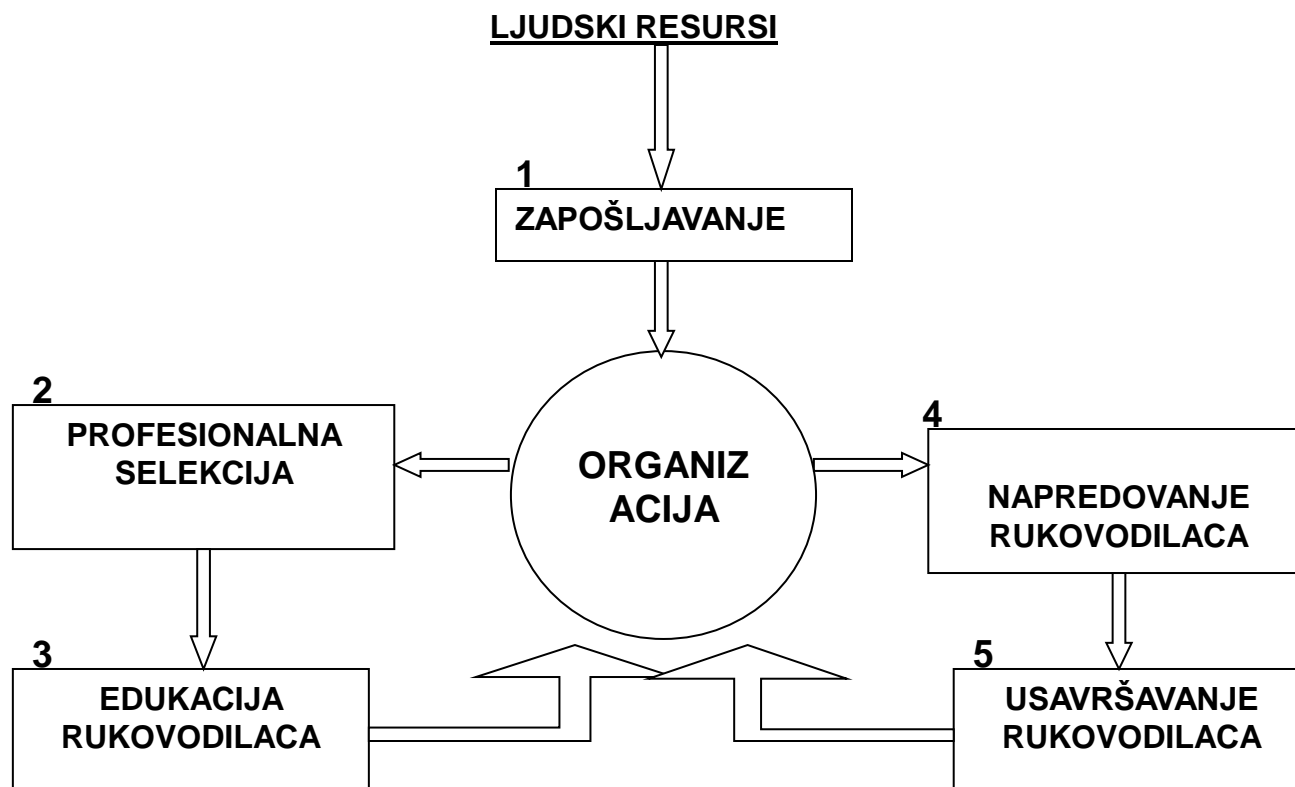 LJUDSKI RESURSI
1
ZAPOŠLJAVANJE
2
PROFESIONALNA
SELEKCIJA
ORGANIZ
ACIJA
4
NAPREDOVANJE
RUKOVODILACA
3
EDUKACIJA
RUKOVODILACA
5
USAVRŠAVANJE
RUKOVODILACA